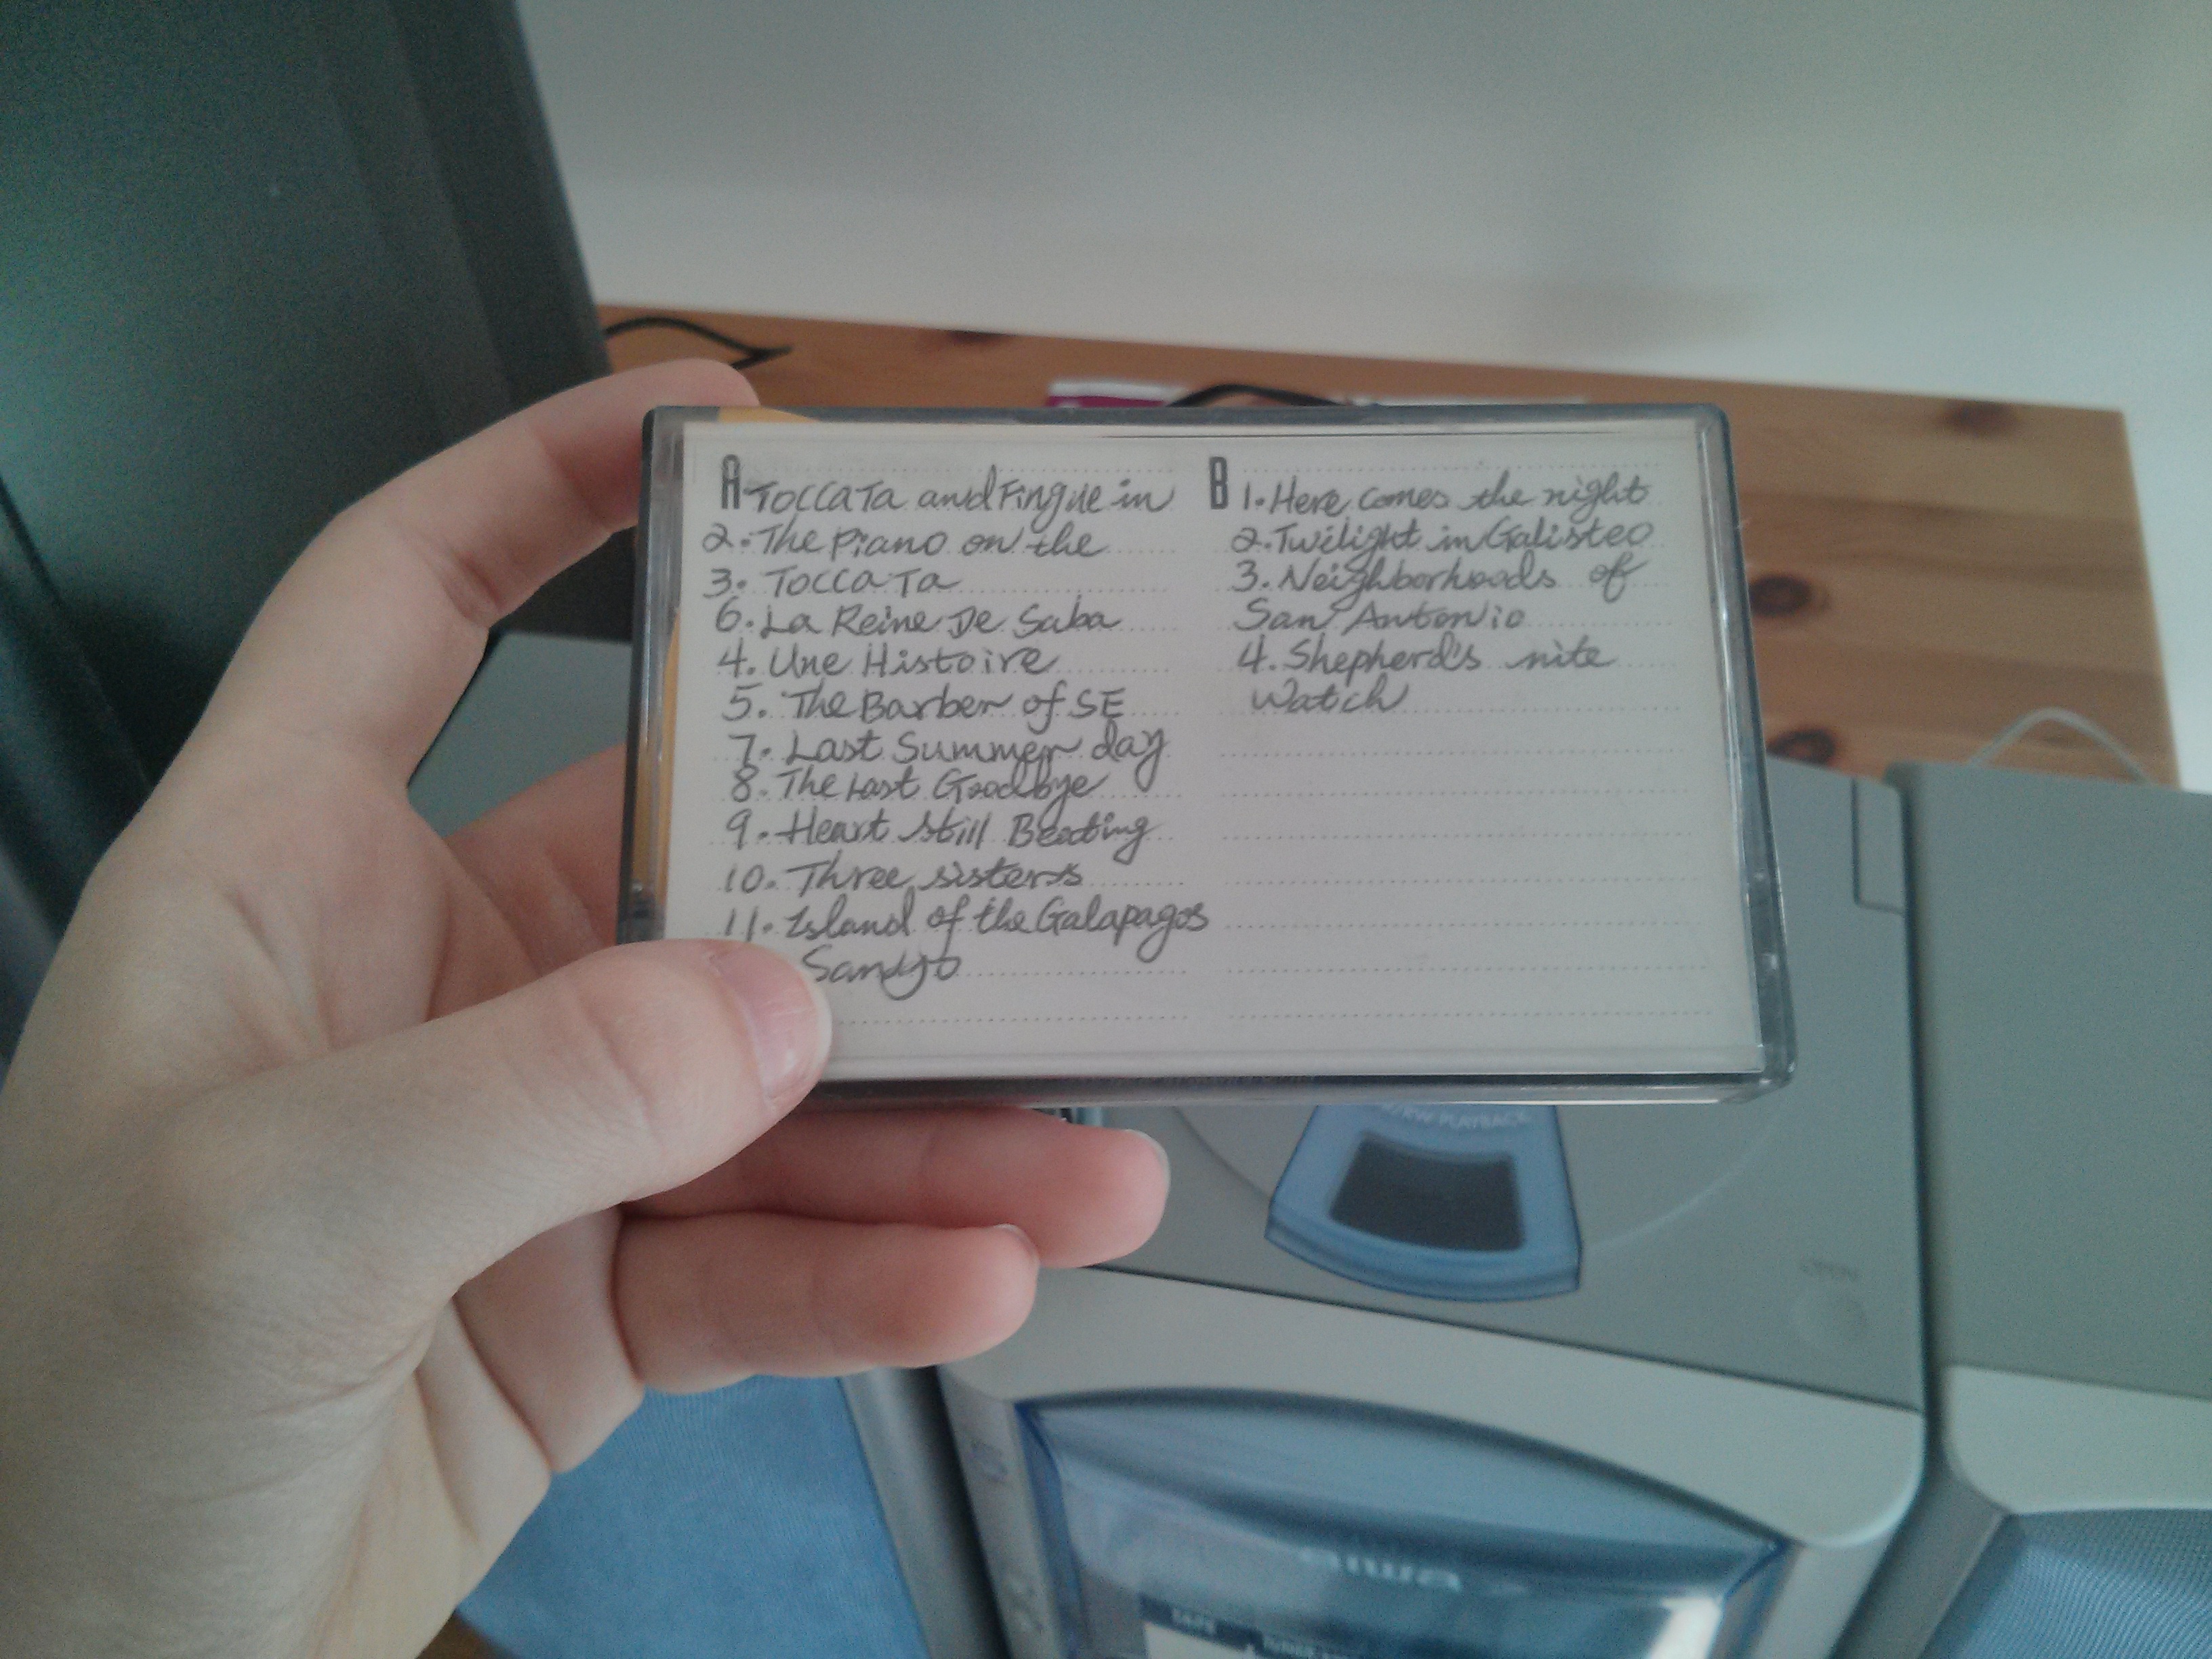 A Toccata and Fingue in
2. The piano on the
3. Toccata
6. La Reine De Saba
4. Une Histoire
5. The Barber of SE
7. Last Summer day
8. The Last Goodbye
9. Heart still Beating
10. Three sisters
11. Island of the Galapagos
B 1. Here comes the night
2. Twilight in Galisteo
3. Neighborhoods of
San Antonio
4. Shepherd's nite
Watch
PLAYBACK
OPEN
aiwa